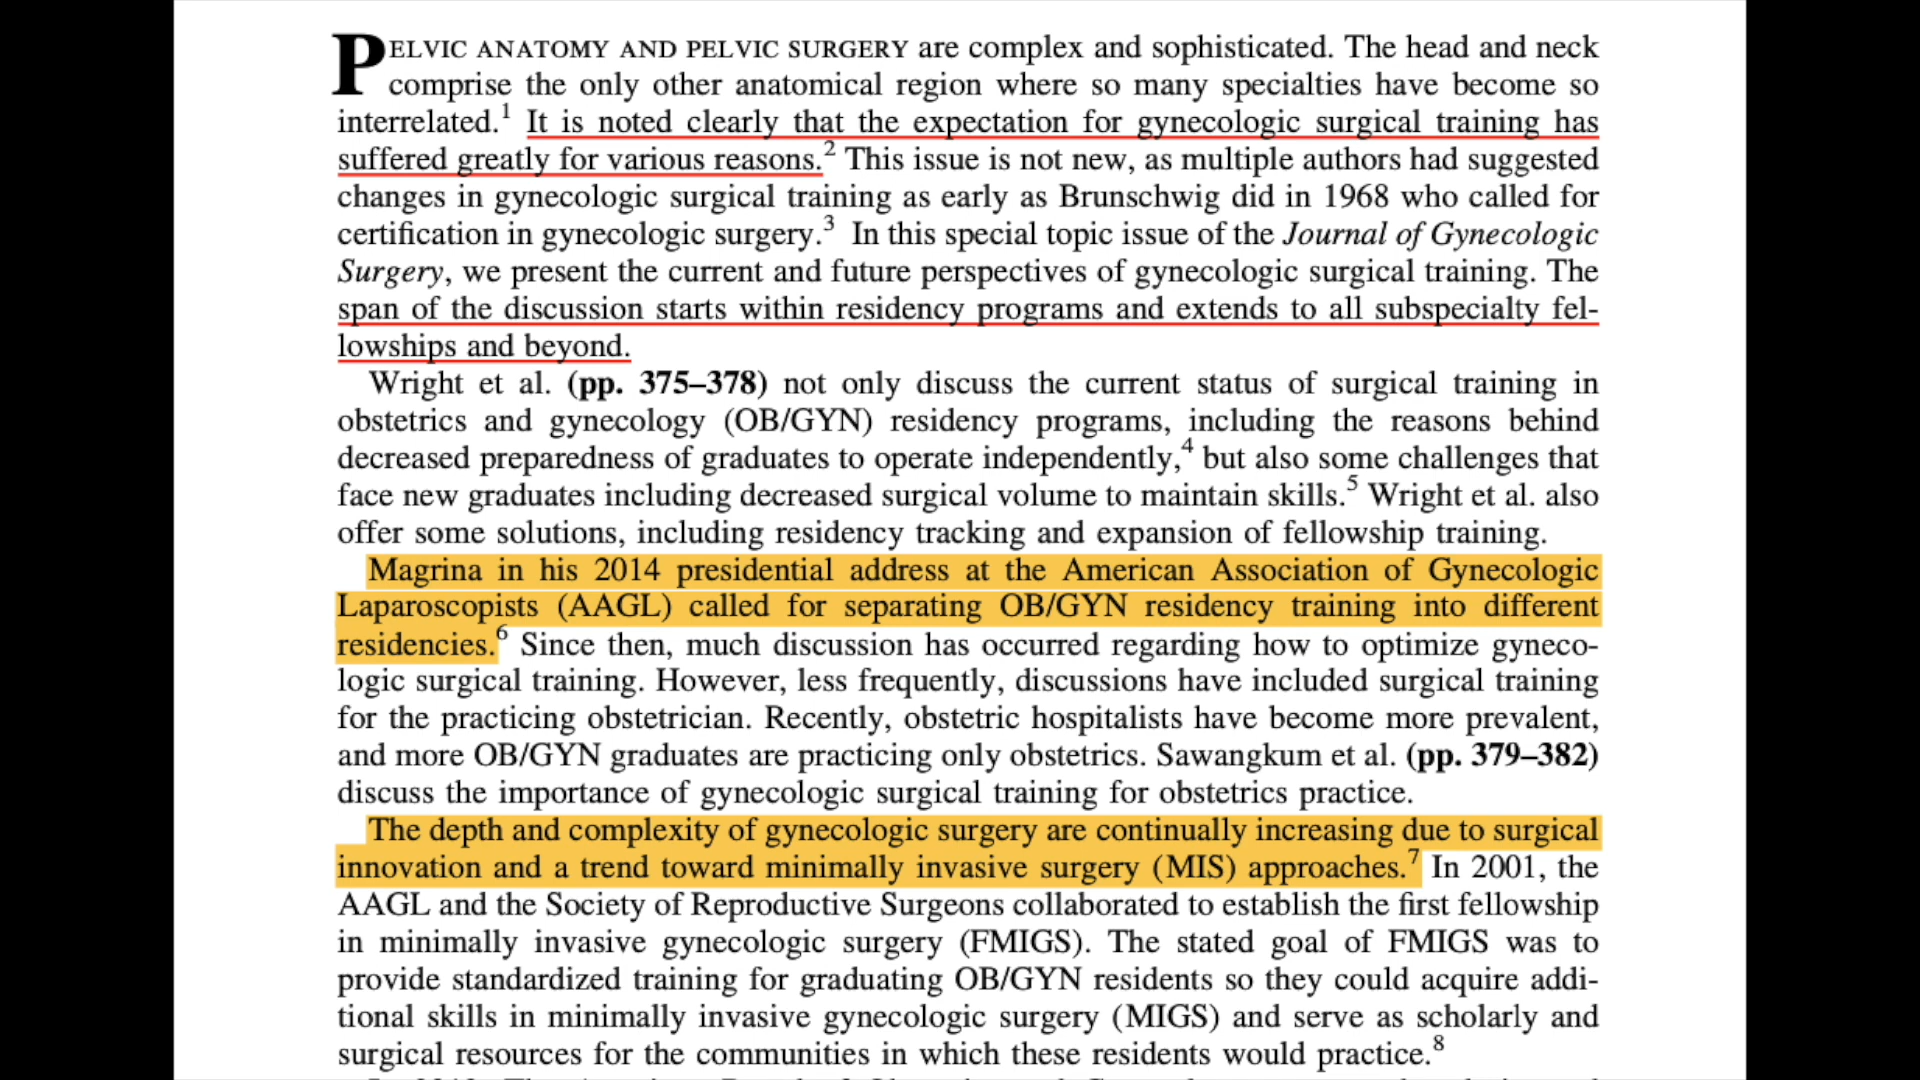 PELVIC ANATOMY AND PELVIC SURGERY are complex and sophisticated. The head and neck
comprise the only other anatomical region where so many specialties have become so
interrelated.1 It is noted clearly that the expectation for gynecologic surgical training has
suffered greatly for various reasons.2 This issue is not new, as multiple authors had suggested
changes in gynecologic surgical training as early as Brunschwig did in 1968 who called for
certification in gynecologic surgery.3 In this special topic issue of the Journal of Gynecologic
Surgery, we present the current and future perspectives of gynecologic surgical training. The
span of the discussion starts within residency programs and extends to all subspecialty fel-
lowships and beyond.
Wright et al. (pp. 375–378) not only discuss the current status of surgical training in
obstetrics and gynecology (OB/GYN) residency programs, including the reasons behind
decreased preparedness of graduates to operate independently,4 but also some challenges that
face new graduates including decreased surgical volume to maintain skills.5 Wright et al. also
offer some solutions, including residency tracking and expansion of fellowship training.
Magrina in his 2014 presidential address at the American Association of Gynecologic
Laparoscopists (AAGL) called for separating OB/GYN residency training into different
residencies.6 Since then, much discussion has occurred regarding how to optimize gyneco-
logic surgical training. However, less frequently, discussions have included surgical training
for the practicing obstetrician. Recently, obstetric hospitalists have become more prevalent,
and more OB/GYN graduates are practicing only obstetrics. Sawangkum et al. (pp. 379–382)
discuss the importance of gynecologic surgical training for obstetrics practice.
The depth and complexity of gynecologic surgery are continually increasing due to surgical
innovation and a trend toward minimally invasive surgery (MIS) approaches.7 In 2001, the
AAGL and the Society of Reproductive Surgeons collaborated to establish the first fellowship
in minimally invasive gynecologic surgery (FMIGS). The stated goal of FMIGS was to
provide standardized training for graduating OB/GYN residents so they could acquire addi-
tional skills in minimally invasive gynecologic surgery (MIGS) and serve as scholarly and
surgical resources for the communities in which these residents would practice.8